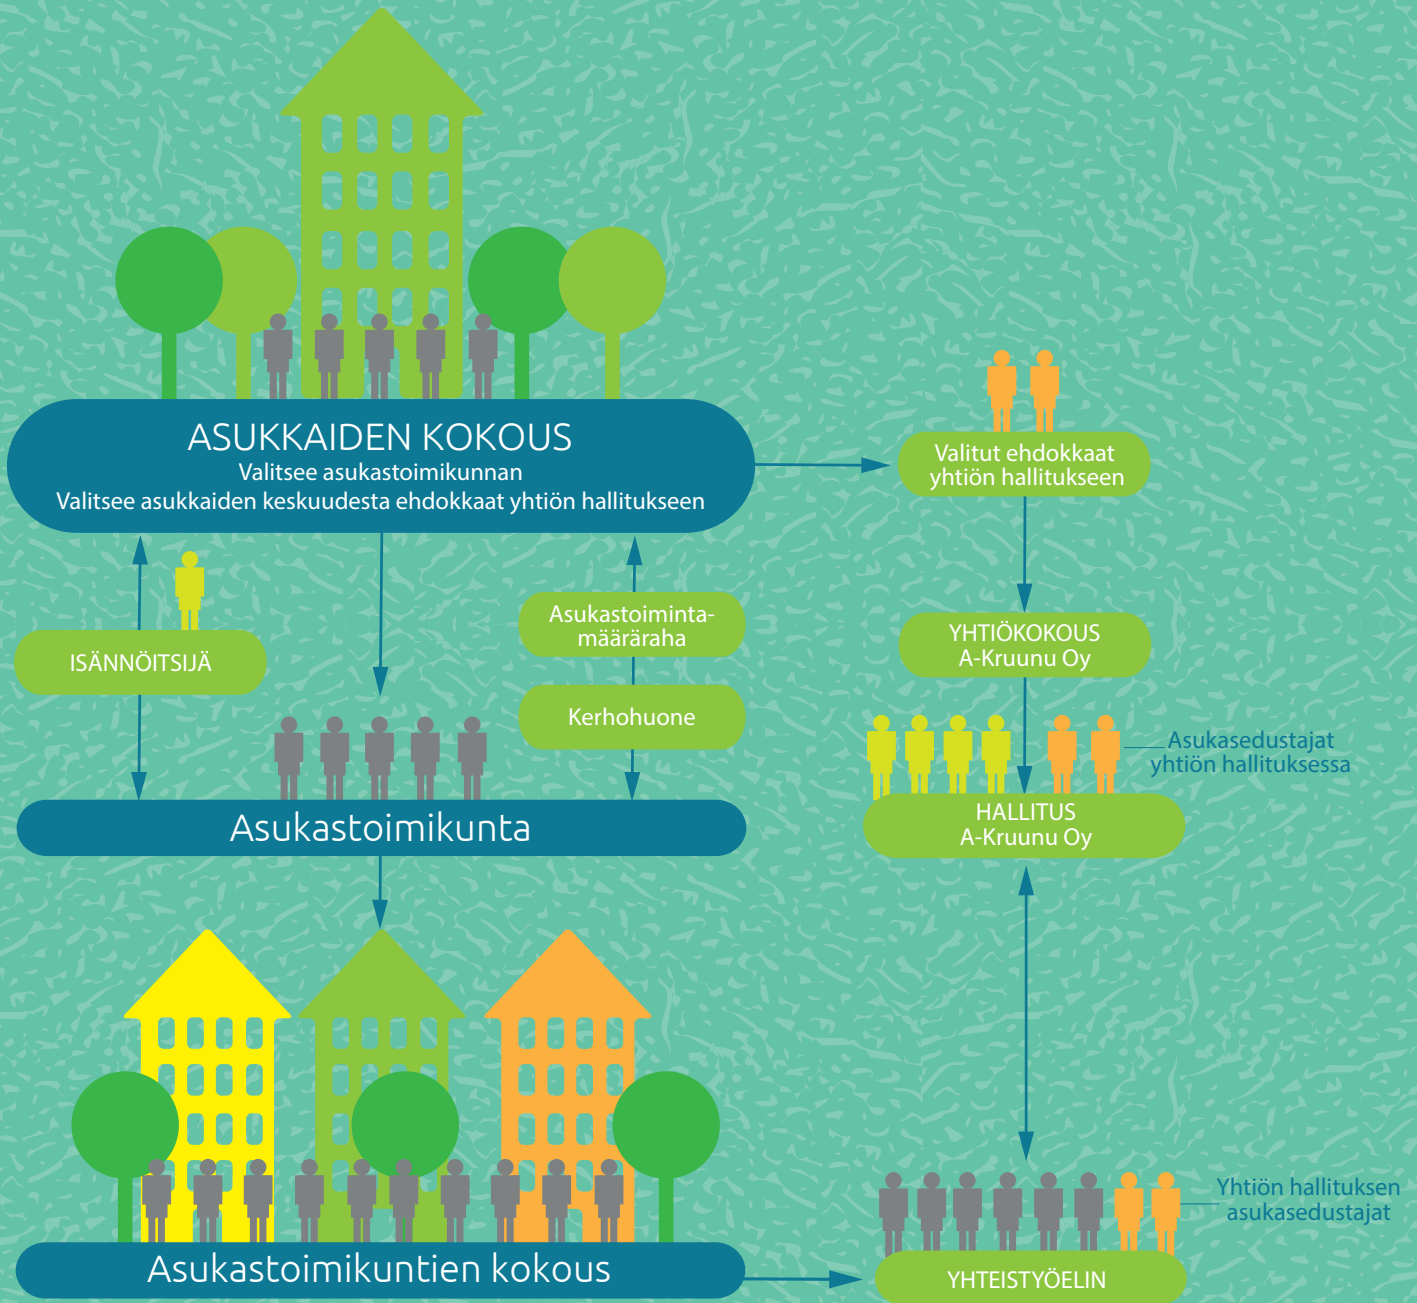 ASUKKAIDEN KOKOUS
Valitsee asukastoimikunnan
Valitsee asukkaiden keskuudesta ehdokkaat yhtiön hallitukseen
Valitut ehdokkaat
yhtiön hallitukseen
ISÄNNÖITSIJÄ
Asukastoiminta-
määräraha
Kerhohuone
YHTIÖKOKOUS
A-Kruunu Oy
Asukasedustajat
yhtiön hallituksessa
HALLITUS
A-Kruunu Oy
Asukastoimikunta
Yhtiön hallituksen
asukasedustajat
Asukastoimikuntien kokous
YHTEISTYÖELIN